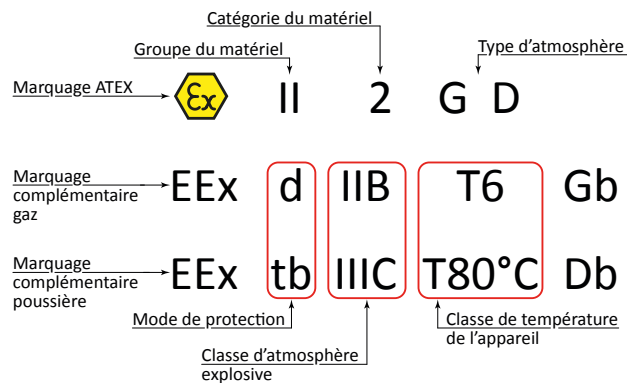 Catégorie du matériel
Groupe du matériel
Type d'atmosphère
Marquage ATEX
Ex II 2 G D
Marquage
complémentaire
gaz
EEx d IIB T6 Gb
Marquage
complémentaire
poussière
EEx tb IIIC T80°C Db
Mode de protection
Classe de température
de l'appareil
Classe d'atmosphère
explosive